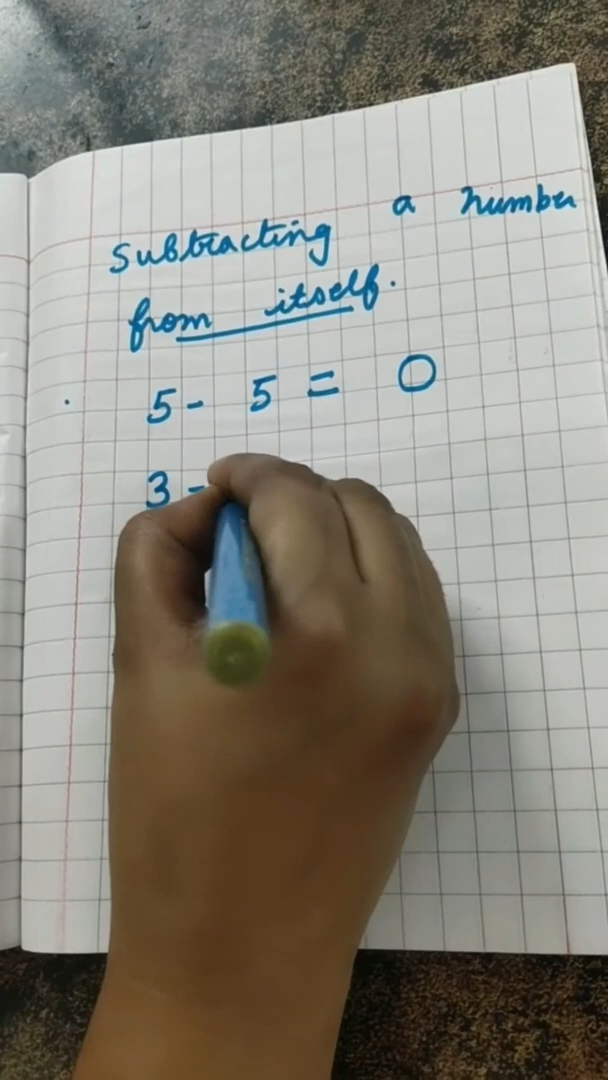 Subtracting a number
from itself.
5 - 5 = 0
3 -